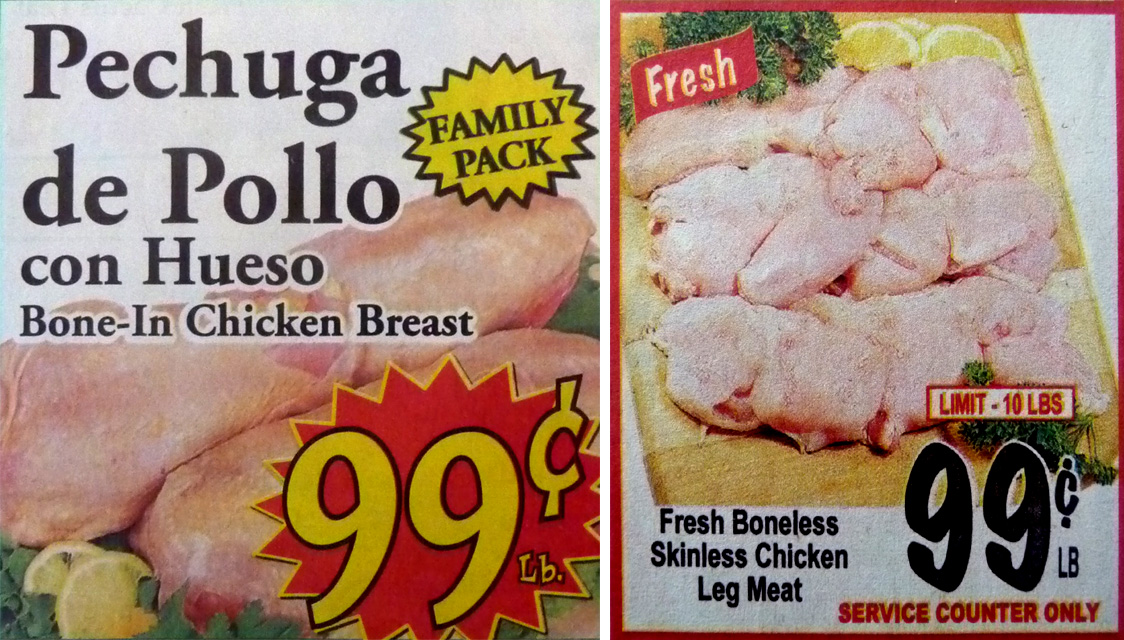 Pechuga
de Pollo
con Hueso
Bone-In Chicken Breast
FAMILY
PACK
99¢
Lb.
Fresh
LIMIT - 10 LBS
99¢
LB
Fresh Boneless
Skinless Chicken
Leg Meat
SERVICE COUNTER ONLY